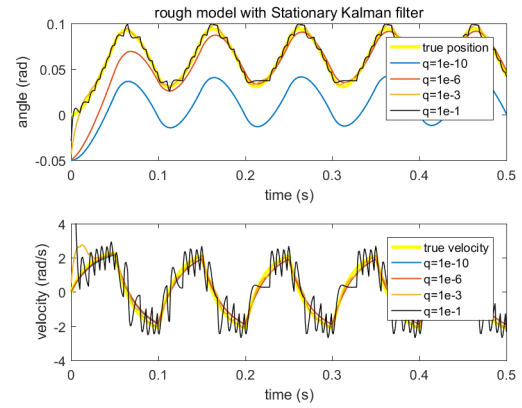 rough model with Stationary Kalman filter
0.1
0.05
0
-0.05
angle (rad)
0 0.1 0.2 0.3 0.4 0.5
time (s)
true position
q=1e-10
q=1e-6
q=1e-3
q=1e-1
4
2
0
-2
-4
velocity (rad/s)
0 0.1 0.2 0.3 0.4 0.5
time (s)
true velocity
q=1e-10
q=1e-6
q=1e-3
q=1e-1